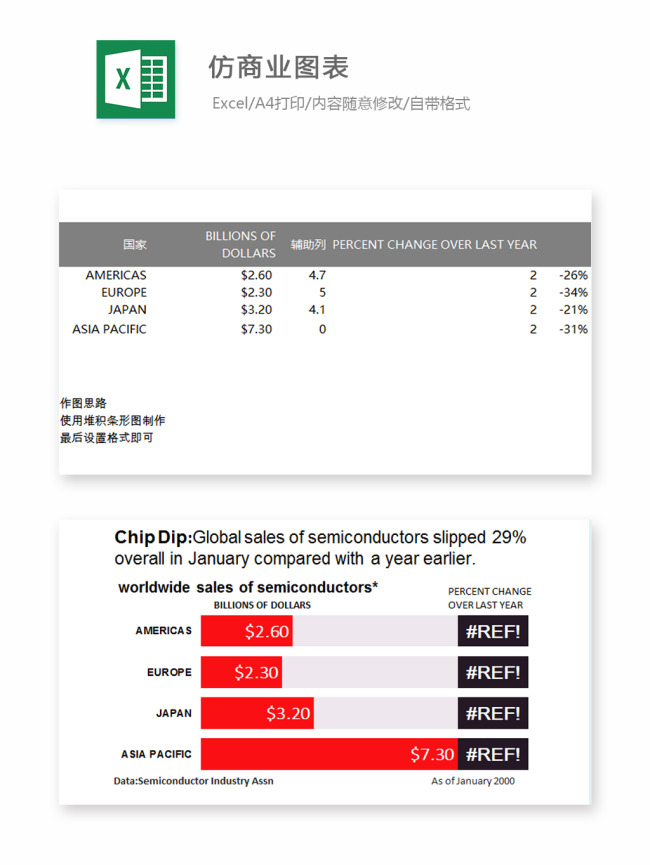 X
仿商业图表
Excel/A4打印/内容随意修改/自带格式
国家 BILLIONS OF DOLLARS 辅助列 PERCENT CHANGE OVER LAST YEAR
AMERICAS $2.60 4.7 2 -26%
EUROPE $2.30 5 2 -34%
JAPAN $3.20 4.1 2 -21%
ASIA PACIFIC $7.30 0 2 -31%
作图思路
使用堆积条形图制作
最后设置格式即可
Chip Dip:Global sales of semiconductors slipped 29%
overall in January compared with a year earlier.
worldwide sales of semiconductors*
BILLIONS OF DOLLARS
PERCENT CHANGE
OVER LAST YEAR
AMERICAS $2.60 #REF!
EUROPE $2.30 #REF!
JAPAN $3.20 #REF!
ASIA PACIFIC $7.30 #REF!
Data:Semiconductor Industry Assn As of January 2000